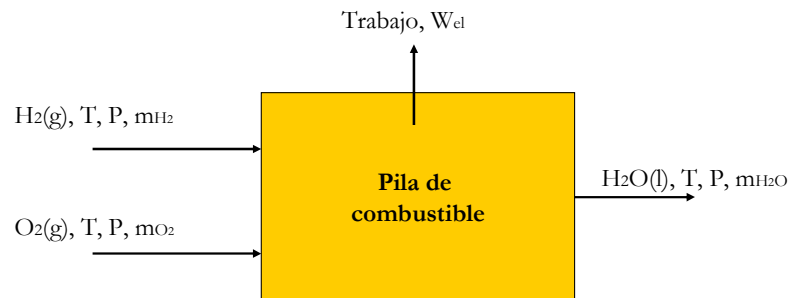 Trabajo, Wel
H2(g), T, P, mH2
Pila de
combustible
H2O(l), T, P, mH2O
O2(g), T, P, mO2